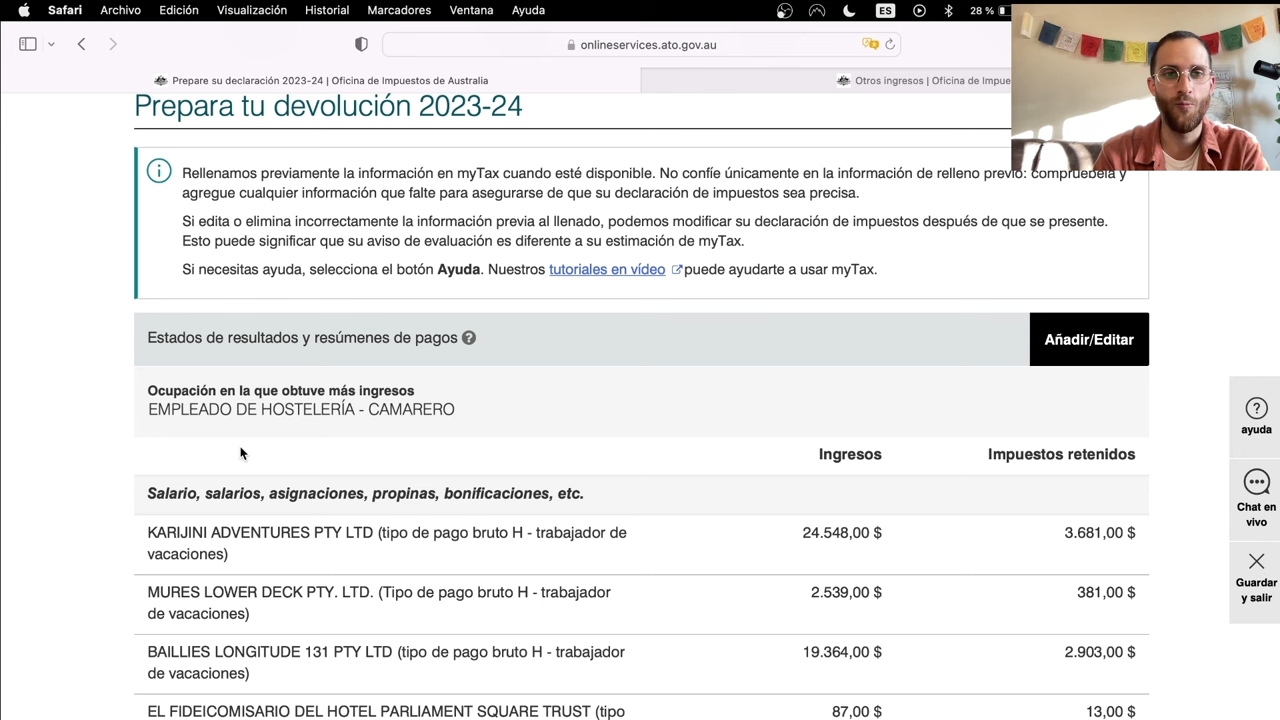 Safari Archivo Edición Visualización Historial Marcadores Ventana Ayuda ES 28 %
onlineservices.ato.gov.au
Prepare su declaración 2023-24 | Oficina de Impuestos de Australia
Otros ingresos | Oficina de Impue
Prepara tu devolución 2023-24
Rellenamos previamente la información en myTax cuando esté disponible. No confíe únicamente en la información de relleno previo: compruébela y
agregue cualquier información que falte para asegurarse de que su declaración de impuestos sea precisa.
Si edita o elimina incorrectamente la información previa al llenado, podemos modificar su declaración de impuestos después de que se presente.
Esto puede significar que su aviso de evaluación es diferente a su estimación de myTax.
Si necesitas ayuda, selecciona el botón Ayuda. Nuestros tutoriales en vídeo puede ayudarte a usar myTax.
Estados de resultados y resúmenes de pagos ?
Añadir/Editar
Ocupación en la que obtuve más ingresos
EMPLEADO DE HOSTELERÍA - CAMARERO
Ingresos Impuestos retenidos
Salario, salarios, asignaciones, propinas, bonificaciones, etc.
KARIJINI ADVENTURES PTY LTD (tipo de pago bruto H - trabajador de
vacaciones)
24.548,00 $ 3.681,00 $
MURES LOWER DECK PTY. LTD. (Tipo de pago bruto H - trabajador
de vacaciones)
2.539,00 $ 381,00 $
BAILLIES LONGITUDE 131 PTY LTD (tipo de pago bruto H - trabajador
de vacaciones)
19.364,00 $ 2.903,00 $
EL FIDEICOMISARIO DEL HOTEL PARLIAMENT SQUARE TRUST (tipo
87,00 $ 13,00 $
ayuda
Chat en
vivo
Guardar
y salir